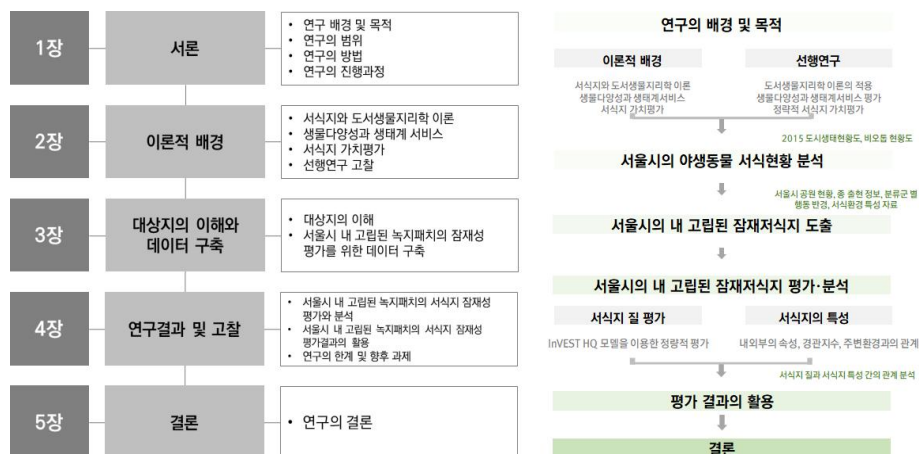 1장
서론
• 연구 배경 및 목적
• 연구의 범위
• 연구의 방법
• 연구의 진행과정
2장
이론적 배경
• 서식지와 도서생물지리학 이론
• 생물다양성과 생태계 서비스
• 서식지 가치평가
• 선행연구 고찰
3장
대상지의 이해와
데이터 구축
• 대상지의 이해
• 서울시 내 고립된 녹지패치의 잠재성
평가를 위한 데이터 구축
4장
연구결과 및 고찰
• 서울시 내 고립된 녹지패치의 서식지 잠재성
평가와 분석
• 서울시 내 고립된 녹지패치의 서식지 잠재성
평가결과의 활용
• 연구의 한계 및 향후 과제
5장
결론
• 연구의 결론
연구의 배경 및 목적
이론적 배경
서식지와 도서생물지리학 이론
생물다양성과 생태계서비스
서식지 가치평가
선행연구
도서생물지리학 이론의 적용
생물다양성과 생태계서비스 평가
정략적 서식지 가치평가
2015 도시생태현황도, 비오톱 현황도
서울시의 야생동물 서식현황 분석
서울시 공원 현황, 종 출현 정보, 분류군 별
행동 반경, 서식환경 특성 자료
서울시의 내 고립된 잠재저식지 도출
서울시의 내 고립된 잠재저식지 평가·분석
서식지 질 평가
InVEST HQ 모델을 이용한 정량적 평가
서식지의 특성
내외부의 속성, 경관지수, 주변환경과의 관계
서식지 질과 서식지 특성 간의 관계 분석
평가 결과의 활용
결론